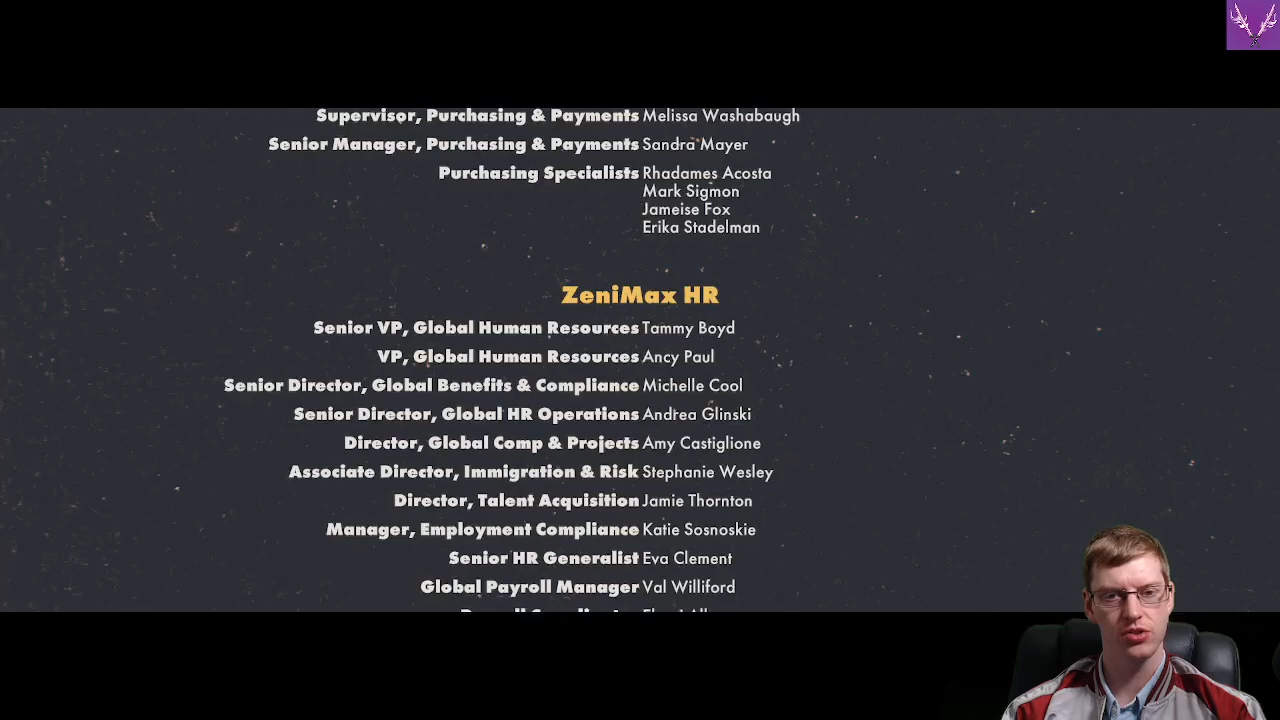 Supervisor, Purchasing & Payments Melissa Washabaugh
Senior Manager, Purchasing & Payments Sandra Mayer
Purchasing Specialists Rhadames Acosta
Mark Sigmon
Jameise Fox
Erika Stadelman
ZeniMax HR
Senior VP, Global Human Resources Tammy Boyd
VP, Global Human Resources Ancy Paul
Senior Director, Global Benefits & Compliance Michelle Cool
Senior Director, Global HR Operations Andrea Glinski
Director, Global Comp & Projects Amy Castiglione
Associate Director, Immigration & Risk Stephanie Wesley
Director, Talent Acquisition Jamie Thornton
Manager, Employment Compliance Katie Sosnoskie
Senior HR Generalist Eva Clement
Global Payroll Manager Val Williford